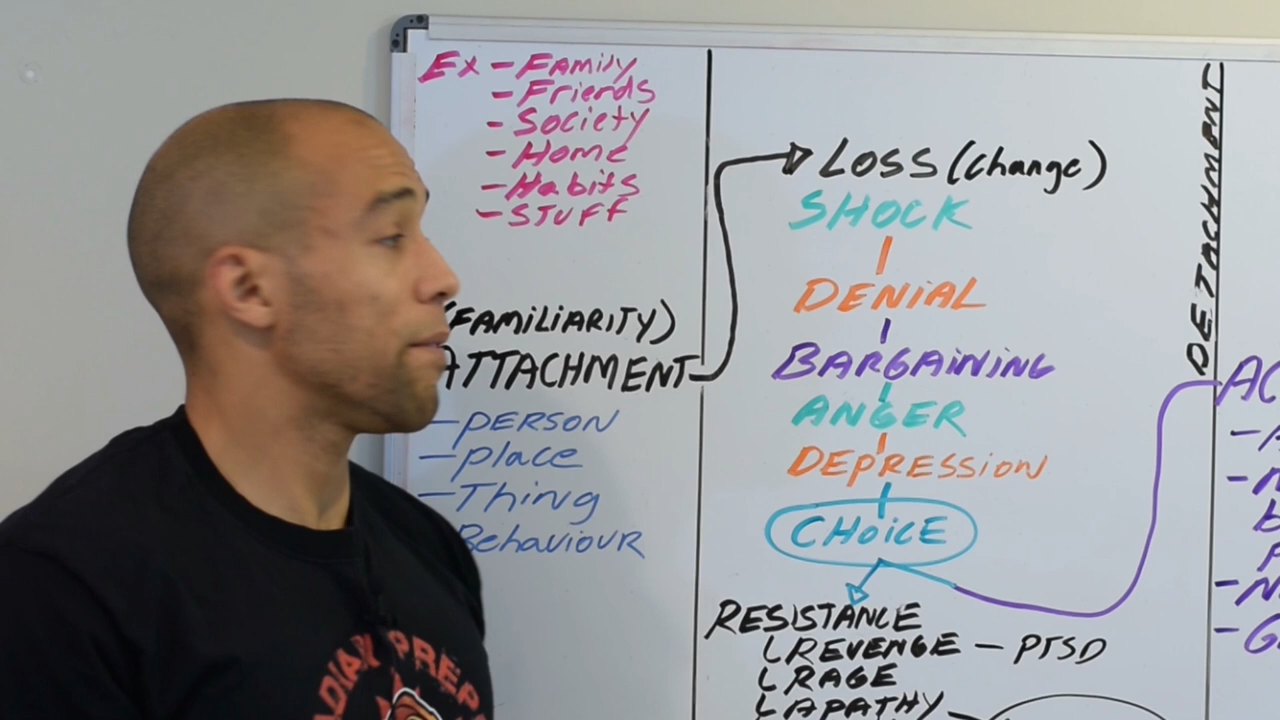 Ex - Family
- Friends
- Society
- Home
- Habits
- STUFF
(FAMILIARITY)
ATTACHMENT
- PERSON
- place
- Thing
Behaviour
LOSS (Change)
SHOCK
DENIAL
BARGAINING
ANGER
DEPRESSION
CHOICE
RESISTANCE
REVENGE - PTSD
RAGE
APATHY
DETACHMENT